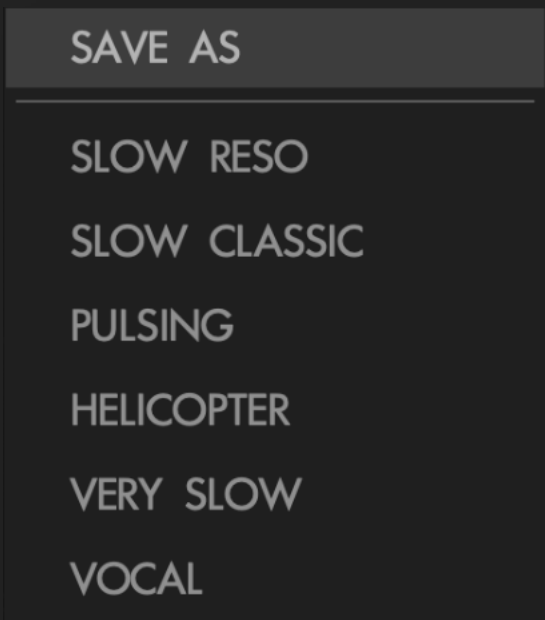 SAVE AS
SLOW RESO
SLOW CLASSIC
PULSING
HELICOPTER
VERY SLOW
VOCAL